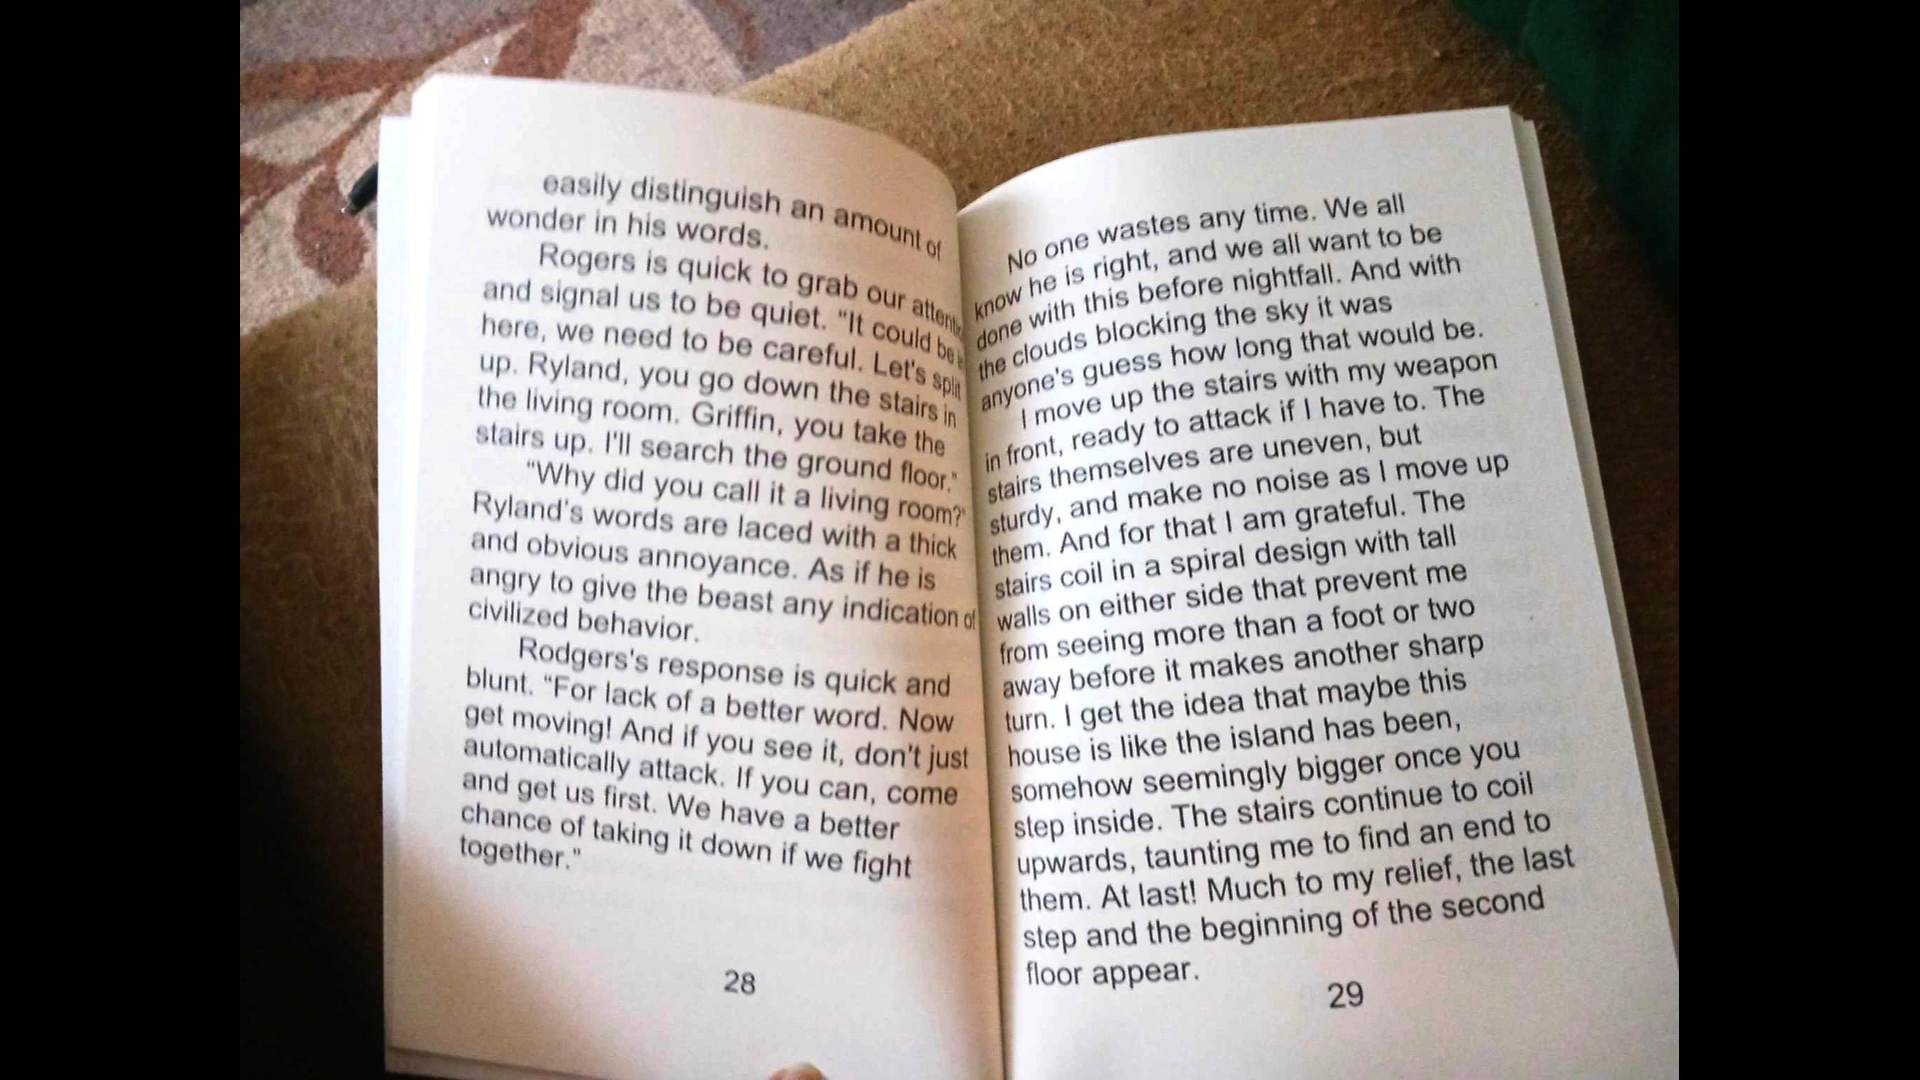 easily distinguish an amount of
wonder in his words.
Rogers is quick to grab our
and signal us to be quiet. “It could be
here, we need to be careful. Let's split
up. Ryland, you go down the stairs in
the living room. Griffin, you take the
stairs up. I'll search the ground floor.”
“Why did you call it a living room?”
Ryland’s words are laced with a thick
and obvious annoyance. As if he is
angry to give the beast any indication of
civilized behavior.
Rodgers's response is quick and
blunt. “For lack of a better word. Now
get moving! And if you see it, don't just
automatically attack. If you can, come
and get us first. We have a better
chance of taking it down if we fight
together.”
28
No one wastes any time. We all
know he is right, and we all want to be
done with this before nightfall. And with
the clouds blocking the sky it was
anyone's guess how long that would be.
I move up the stairs with my weapon
in front, ready to attack if I have to. The
stairs themselves are uneven, but
sturdy, and make no noise as I move up
them. And for that I am grateful. The
stairs coil in a spiral design with tall
walls on either side that prevent me
from seeing more than a foot or two
away before it makes another sharp
turn. I get the idea that maybe this
house is like the island has been,
somehow seemingly bigger once you
step inside. The stairs continue to coil
upwards, taunting me to find an end to
them. At last! Much to my relief, the last
step and the beginning of the second
floor appear.
29